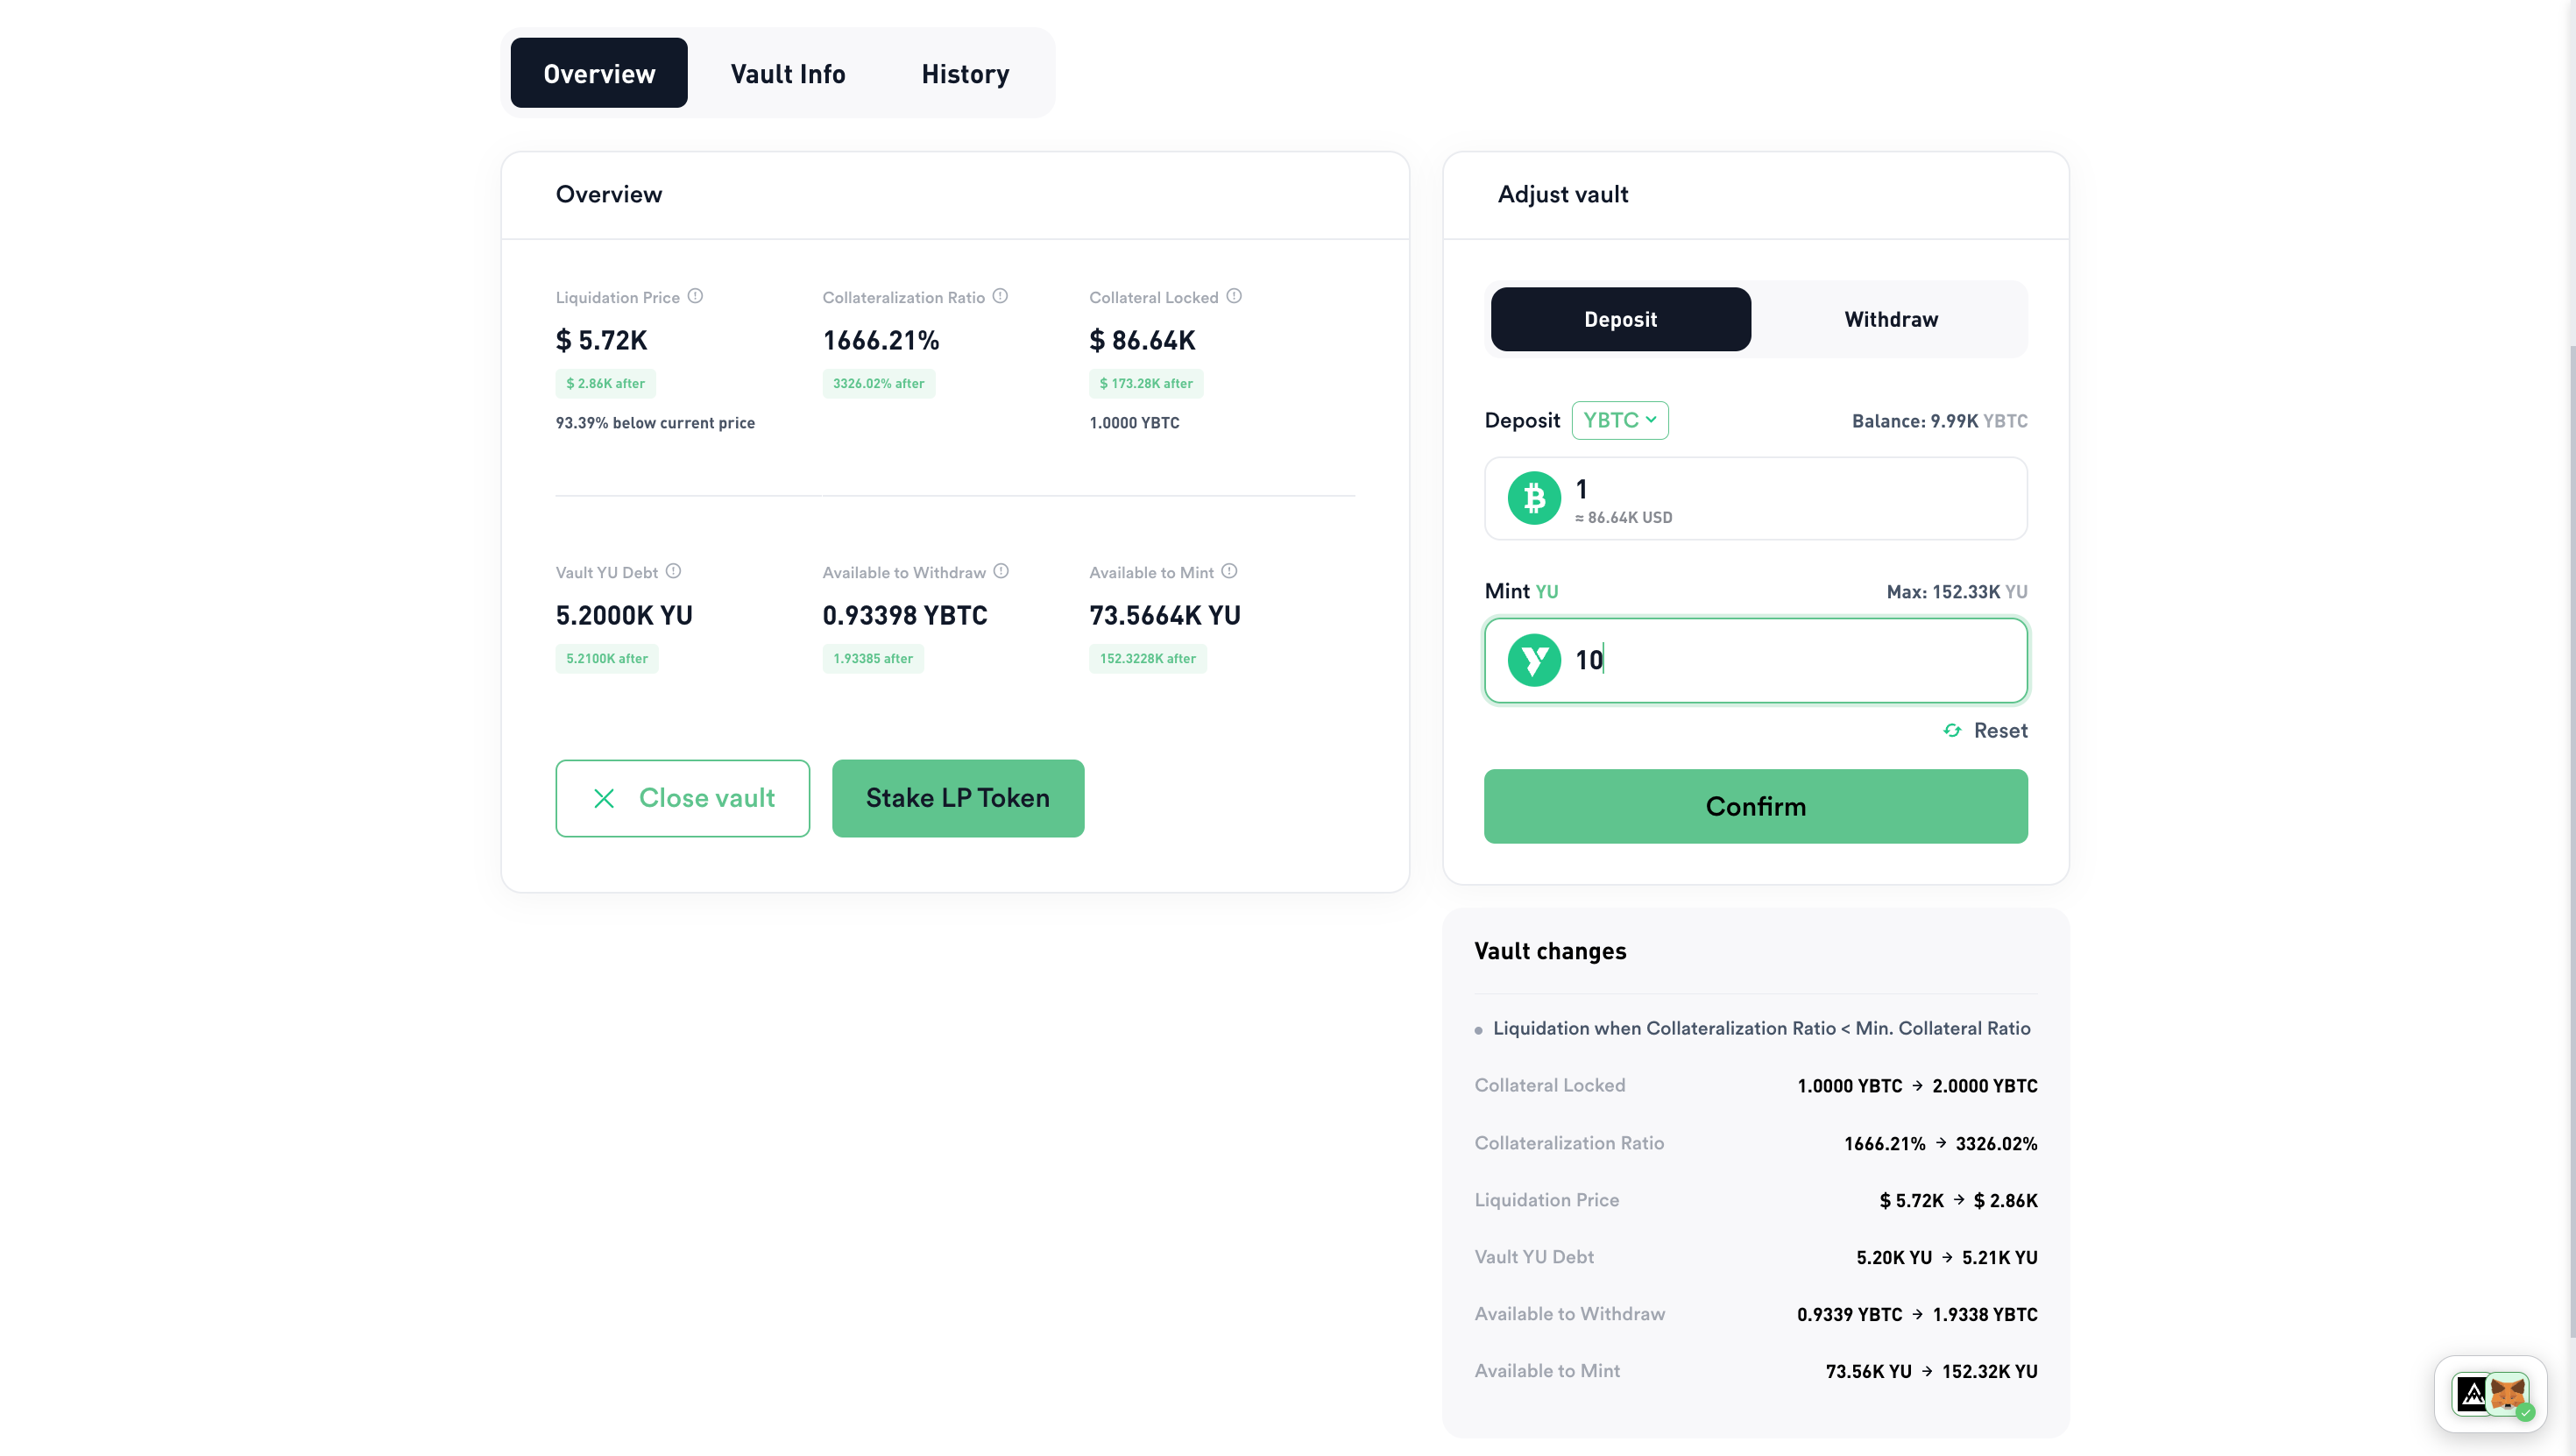 Overview
Vault Info
History
Overview
Liquidation Price
$ 5.72K
$ 2.86K after
93.39% below current price
Collateralization Ratio
1666.21%
3326.02% after
Collateral Locked
$ 86.64K
$ 173.28K after
1.0000 YBTC
Vault YU Debt
5.2000K YU
5.2100K after
Available to Withdraw
0.93398 YBTC
1.93385 after
Available to Mint
73.5664K YU
152.3228K after
Close vault
Stake LP Token
Adjust vault
Deposit
Withdraw
Deposit YBTC
Balance: 9.99K YBTC
1
≈ 86.64K USD
Mint YU
Max: 152.33K YU
10
Reset
Confirm
Vault changes
Liquidation when Collateralization Ratio < Min. Collateral Ratio
Collateral Locked 1.0000 YBTC → 2.0000 YBTC
Collateralization Ratio 1666.21% → 3326.02%
Liquidation Price $ 5.72K → $ 2.86K
Vault YU Debt 5.20K YU → 5.21K YU
Available to Withdraw 0.9339 YBTC → 1.9338 YBTC
Available to Mint 73.56K YU → 152.32K YU